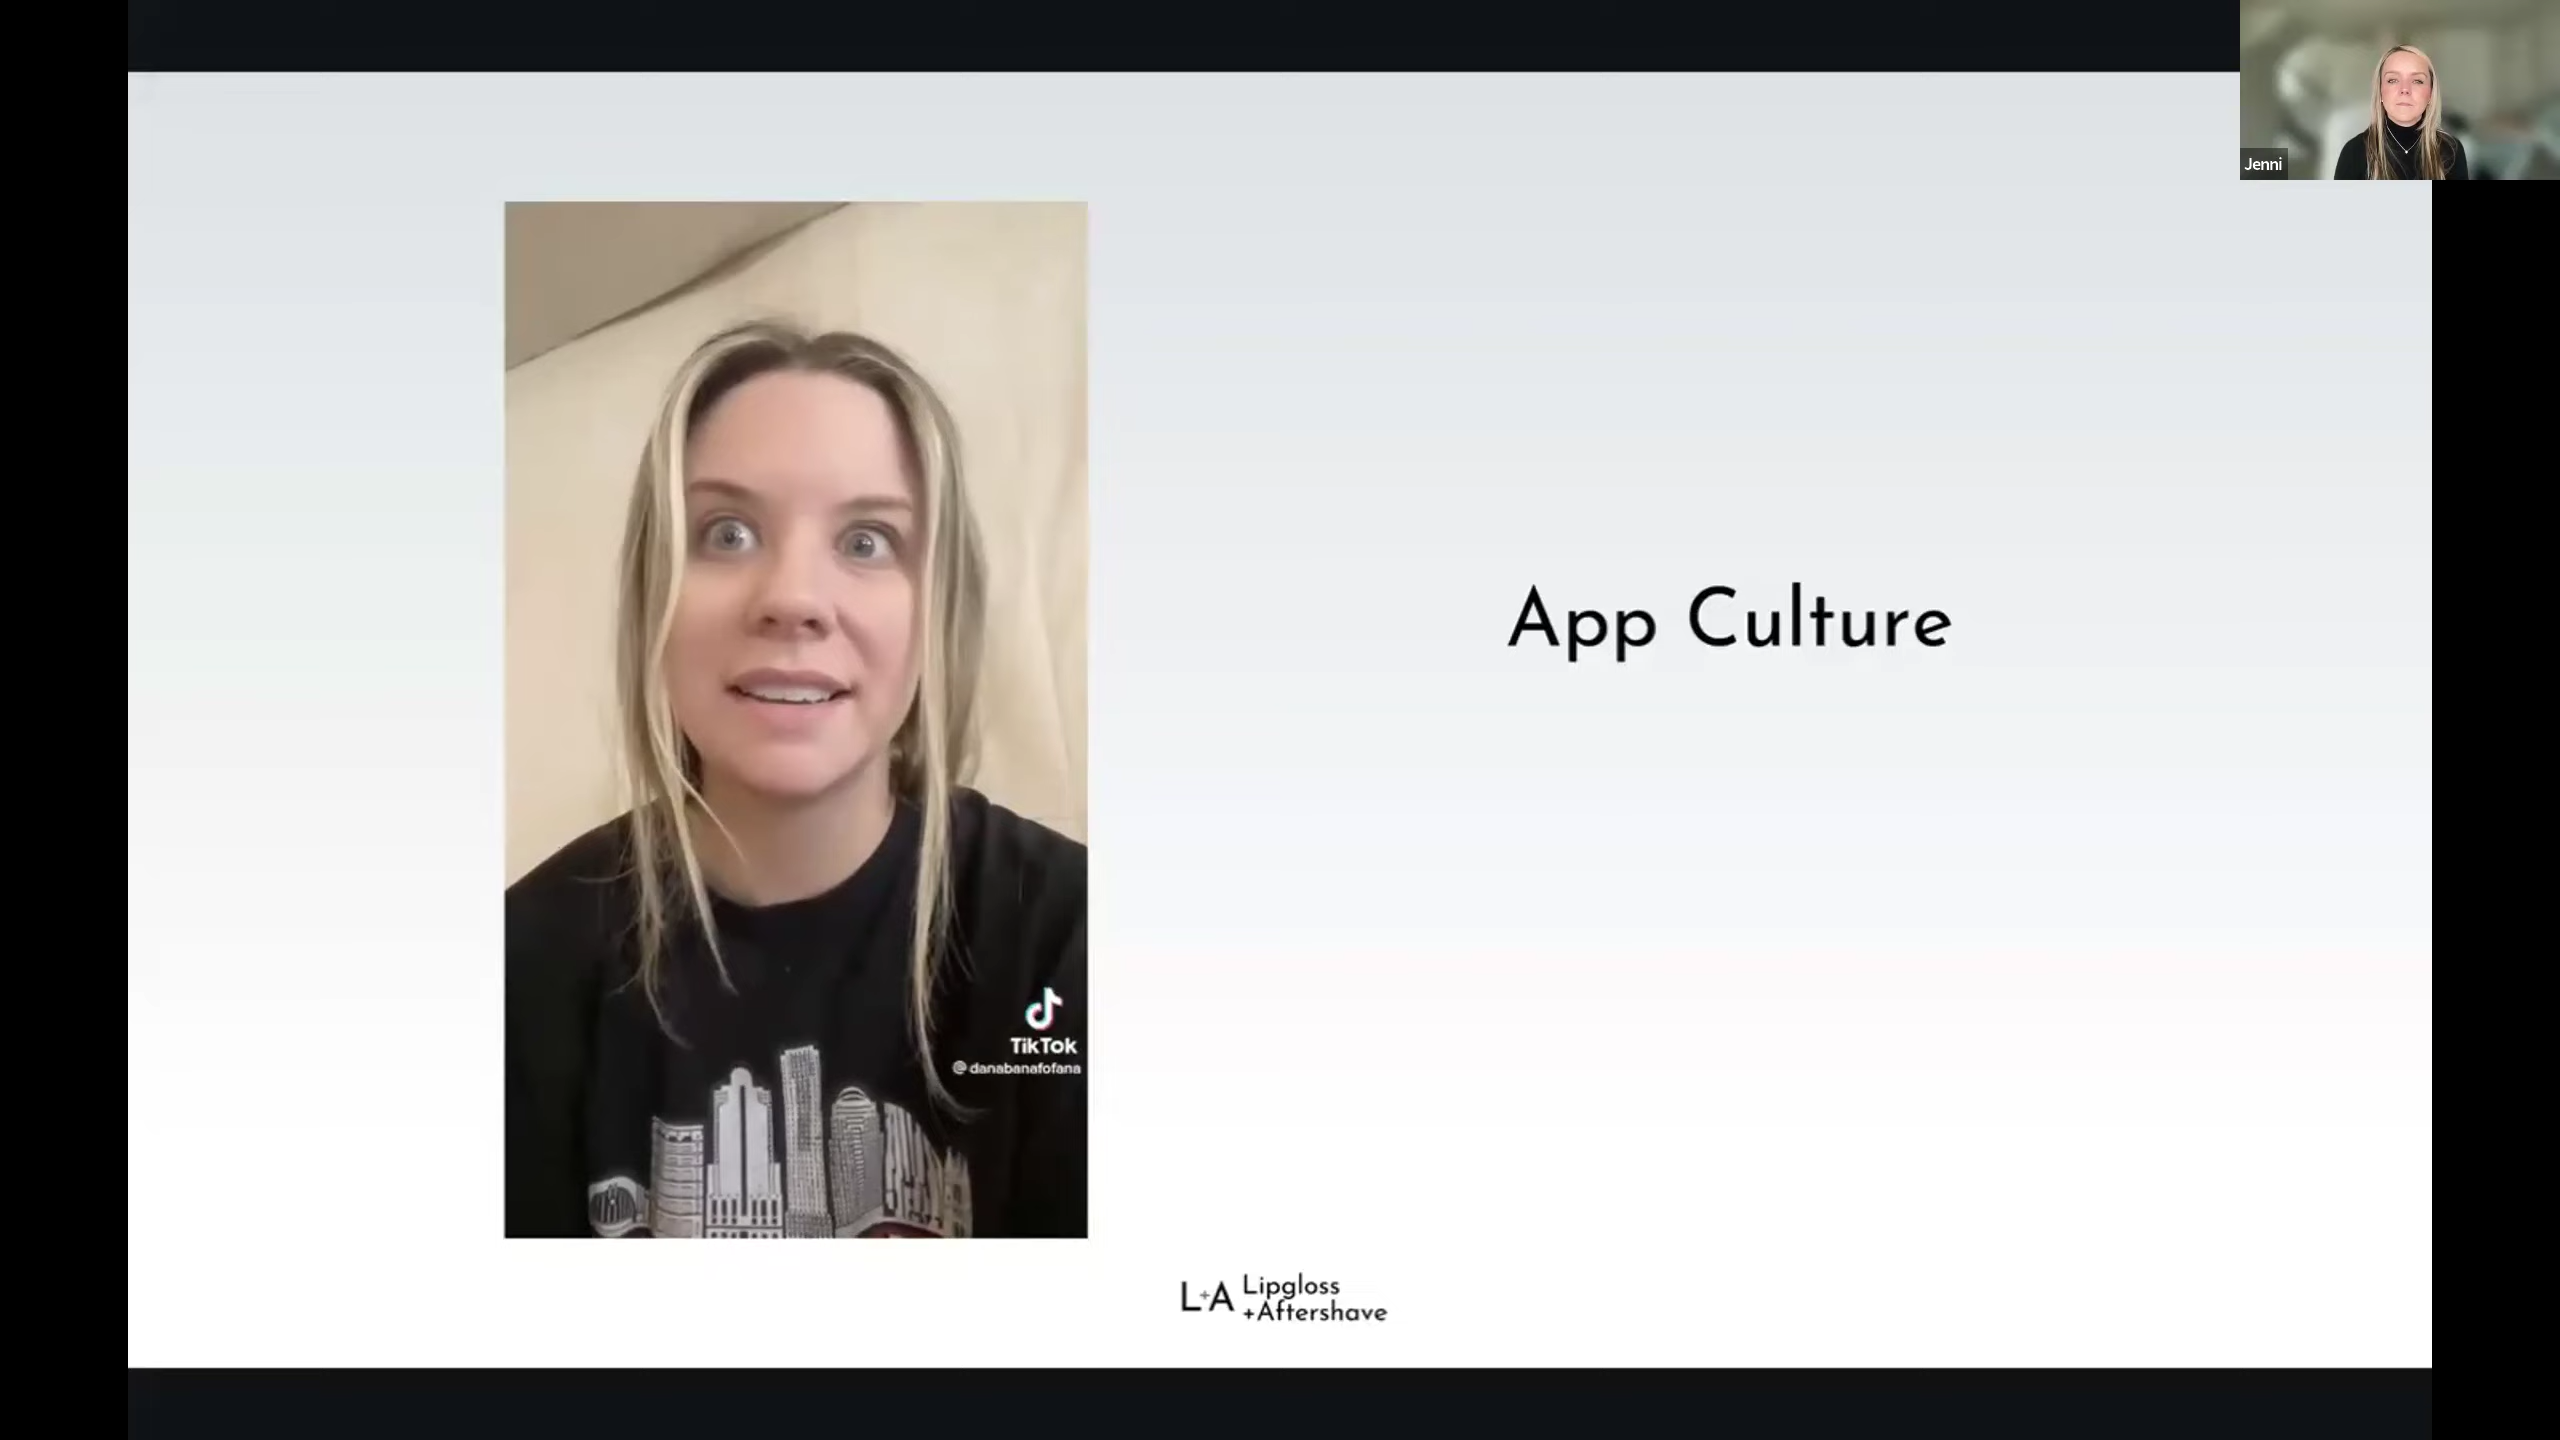 Jenni
App Culture
TikTok
@danabanafofana
L+A Lipgloss
+Aftershave